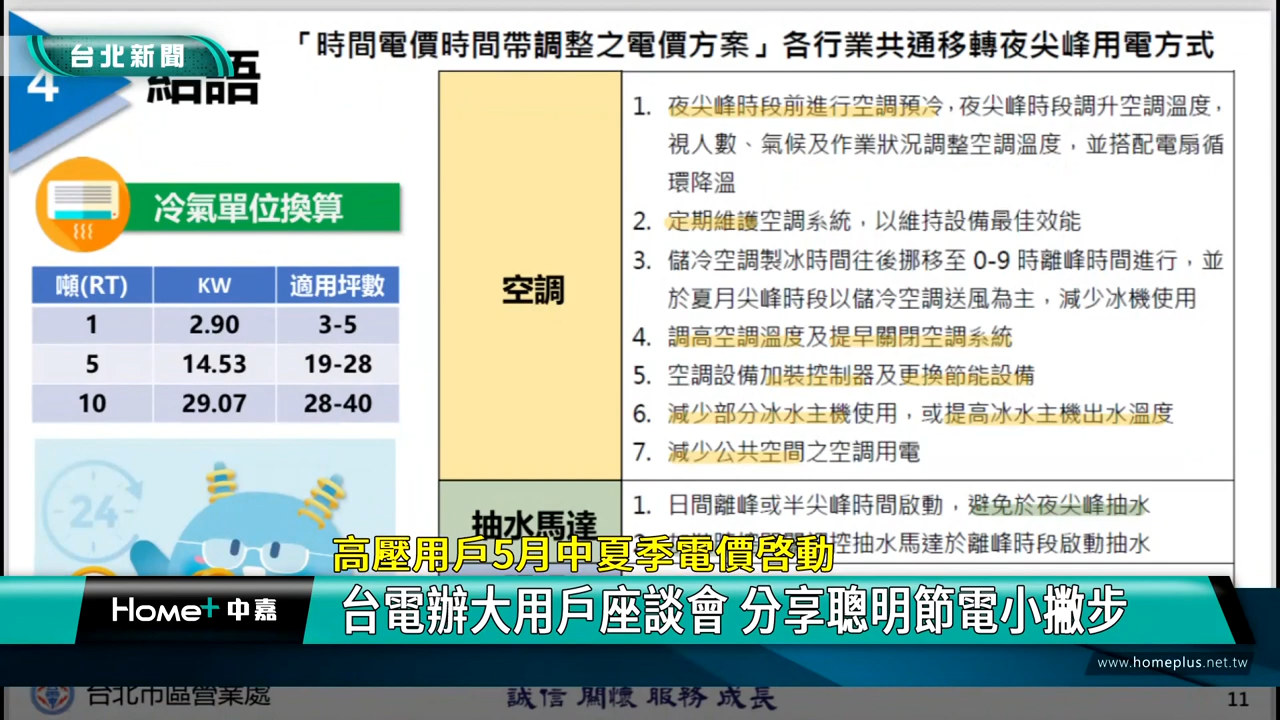 台北新聞
4
結語
「時間電價時間帶調整之電價方案」各行業共通移轉夜尖峰用電方式
冷氣單位換算
噸(RT) KW 適用坪數
1 2.90 3-5
5 14.53 19-28
10 29.07 28-40
24
空調
1. 夜尖峰時段前進行空調預冷，夜尖峰時段調升空調溫度，
視人數、氣候及作業狀況調整空調溫度，並搭配電扇循
環降溫
2. 定期維護空調系統，以維持設備最佳效能
3. 儲冷空調製冰時間往後挪移至 0-9 時離峰時間進行，並
於夏月尖峰時段以儲冷空調送風為主，減少冰機使用
4. 調高空調溫度及提早關閉空調系統
5. 空調設備加裝控制器及更換節能設備
6. 減少部分冰水主機使用，或提高冰水主機出水溫度
7. 減少公共空間之空調用電
抽水馬達
1. 日間離峰或半尖峰時間啟動，避免於夜尖峰抽水
控抽水馬達於離峰時段啟動抽水
高壓用戶5月中夏季電價啓動
Home+ 中嘉
台電辦大用戶座談會 分享聰明節電小撇步
www.homeplus.net.tw
台北市區營業處
誠信 關懷 服務 成長
11